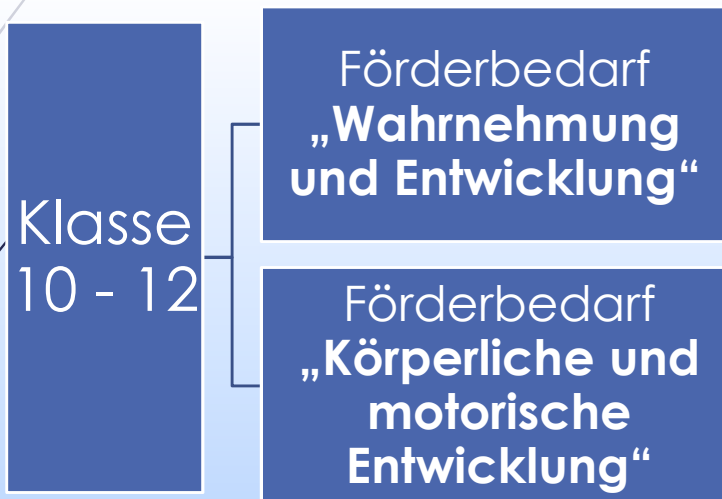 Klasse
10 - 12
Förderbedarf
„Wahrnehmung
und Entwicklung“
Förderbedarf
„Körperliche und
motorische
Entwicklung“